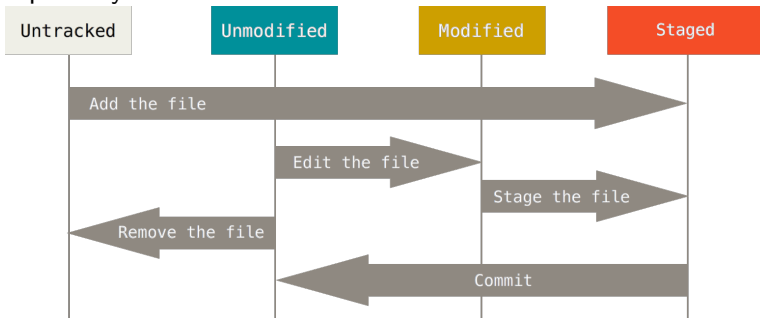 Untracked
Unmodified
Modified
Staged
Add the file
Edit the file
Stage the file
Remove the file
Commit